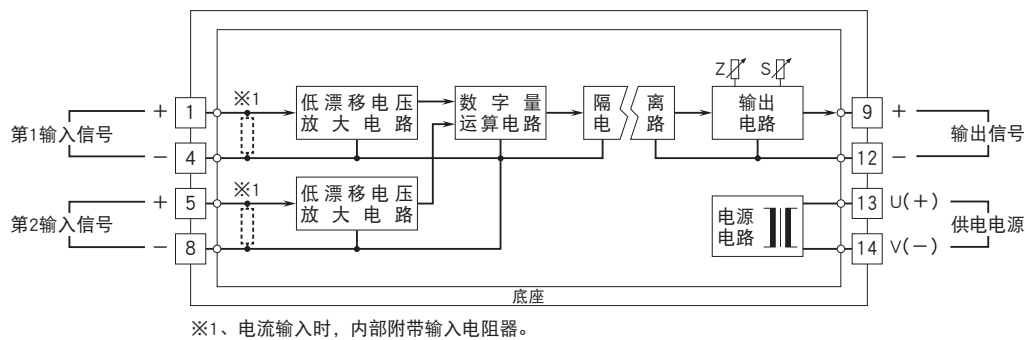 Z S
※1
+ 1 低漂移电压 数字量 隔 离 输出 9 +
放大电路 运算电路 电 路 电路
第1输入信号 输出信号
− 4 12 −
※1
+ 5 低漂移电压 13 U(+)
放大电路 电源
第2输入信号 电路 供电电源
− 8 14 V(−)
底座
※1、电流输入时，内部附带输入电阻器。